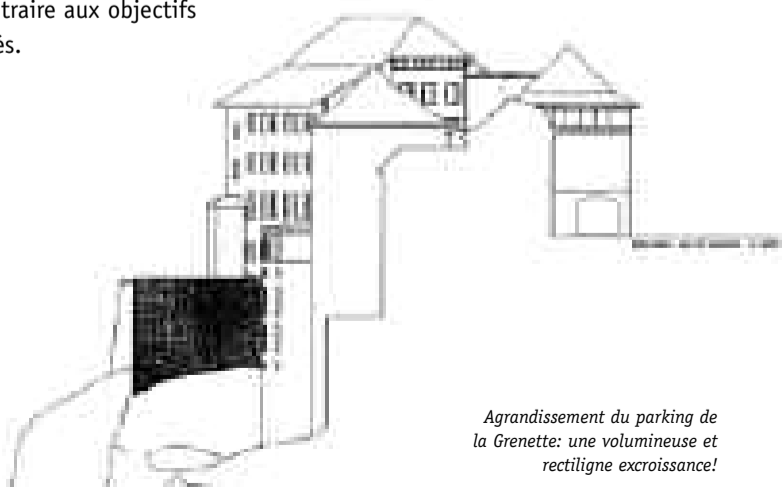 traire aux objectifs
és.
Agrandissement du parking de
la Grenette: une volumineuse et
rectiligne excroissance!